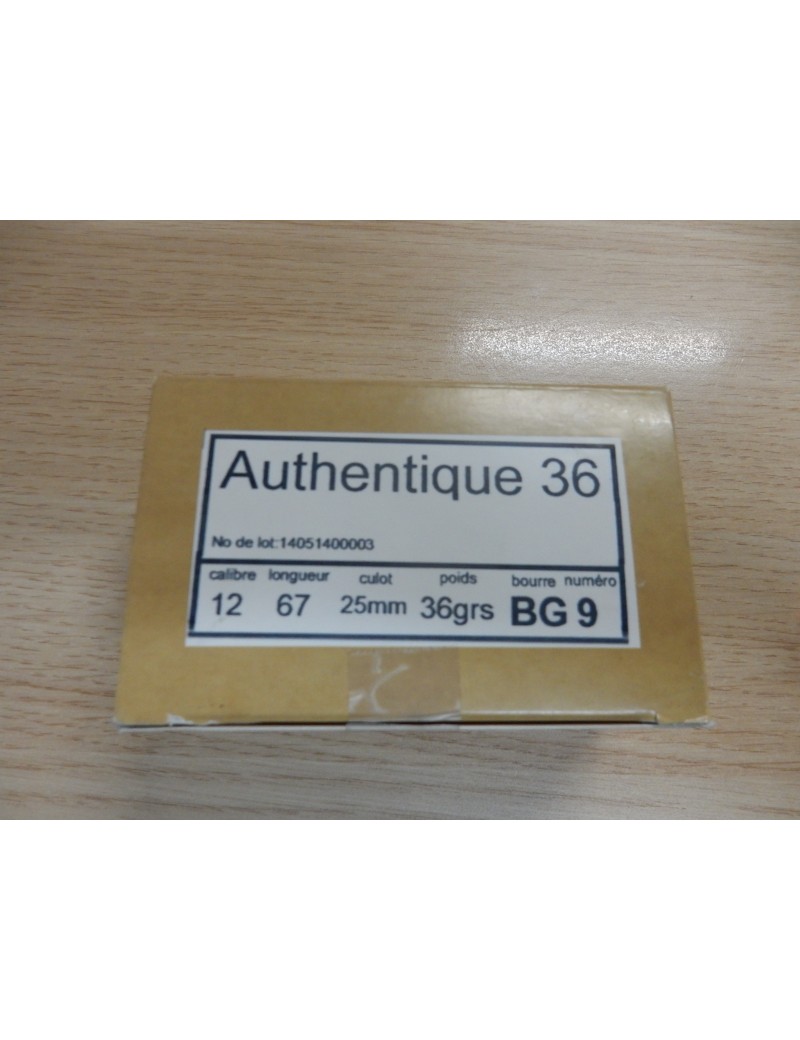 Authentique 36
No de lot:14051400003
calibre longueur culot poids bourre numéro
12 67 25mm 36grs BG 9